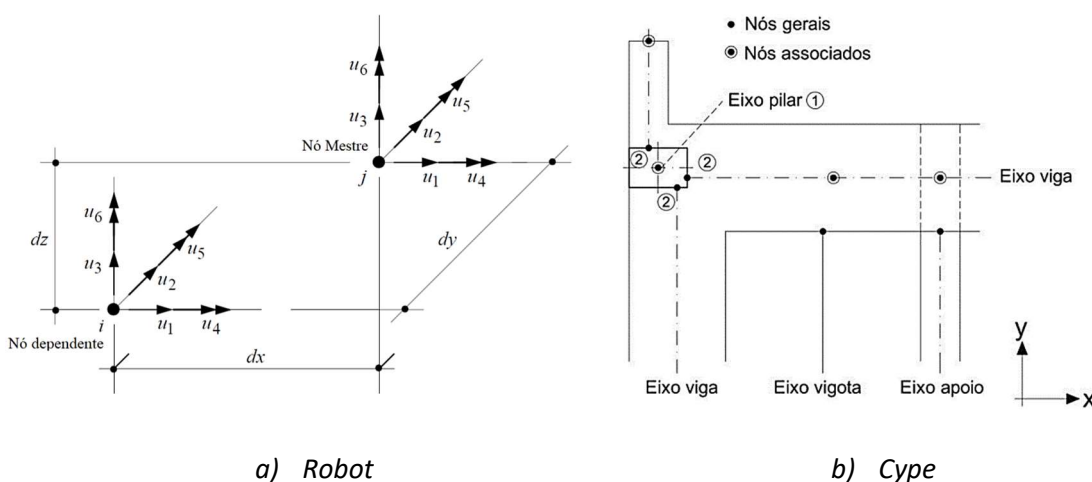 u6
u5
u3
u2
Nó Mestre
j
u1
u4
dz
dy
u6
u5
u3
u2
i
u1
u4
Nó dependente
dx
a) Robot
Nós gerais
Nós associados
Eixo pilar ①
②
②
②
Eixo viga
Eixo viga
Eixo vigota
Eixo apoio
y
x
b) Cype